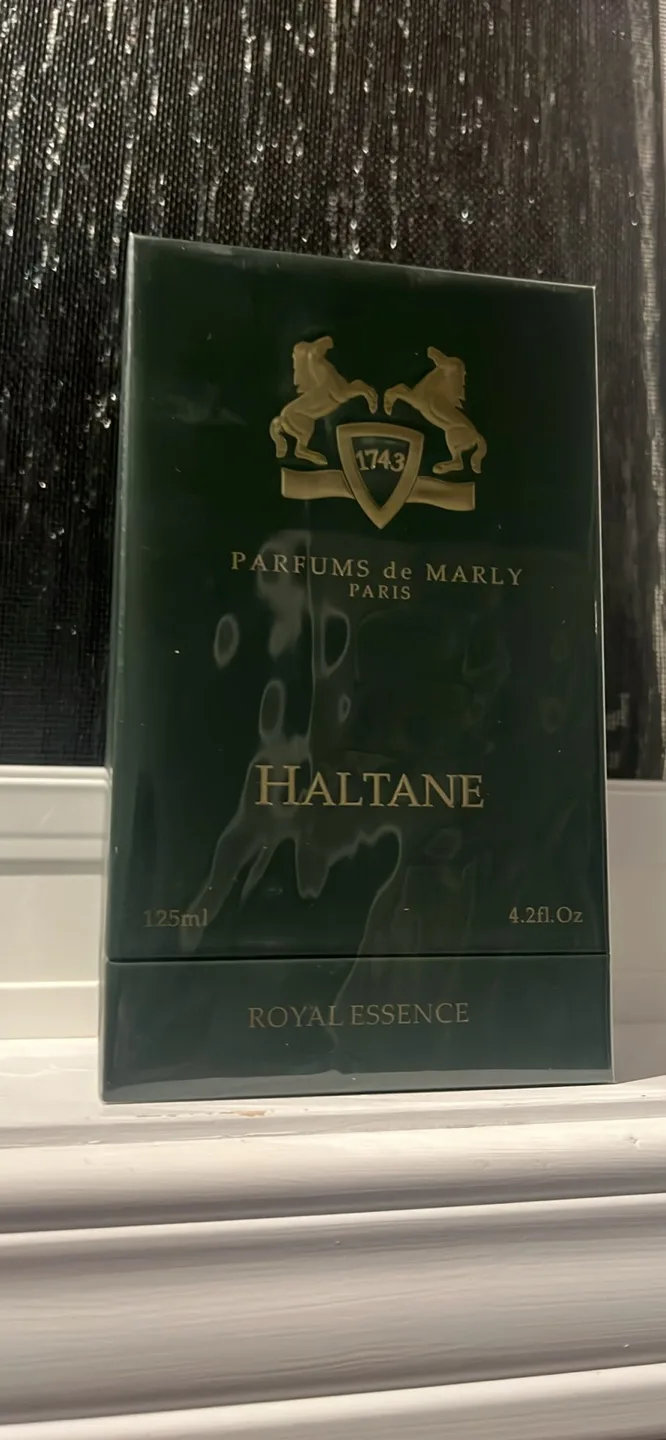 1743
PARFUMS de MARLY
PARIS
HALTANE
125ml 4.2fl.Oz
ROYAL ESSENCE